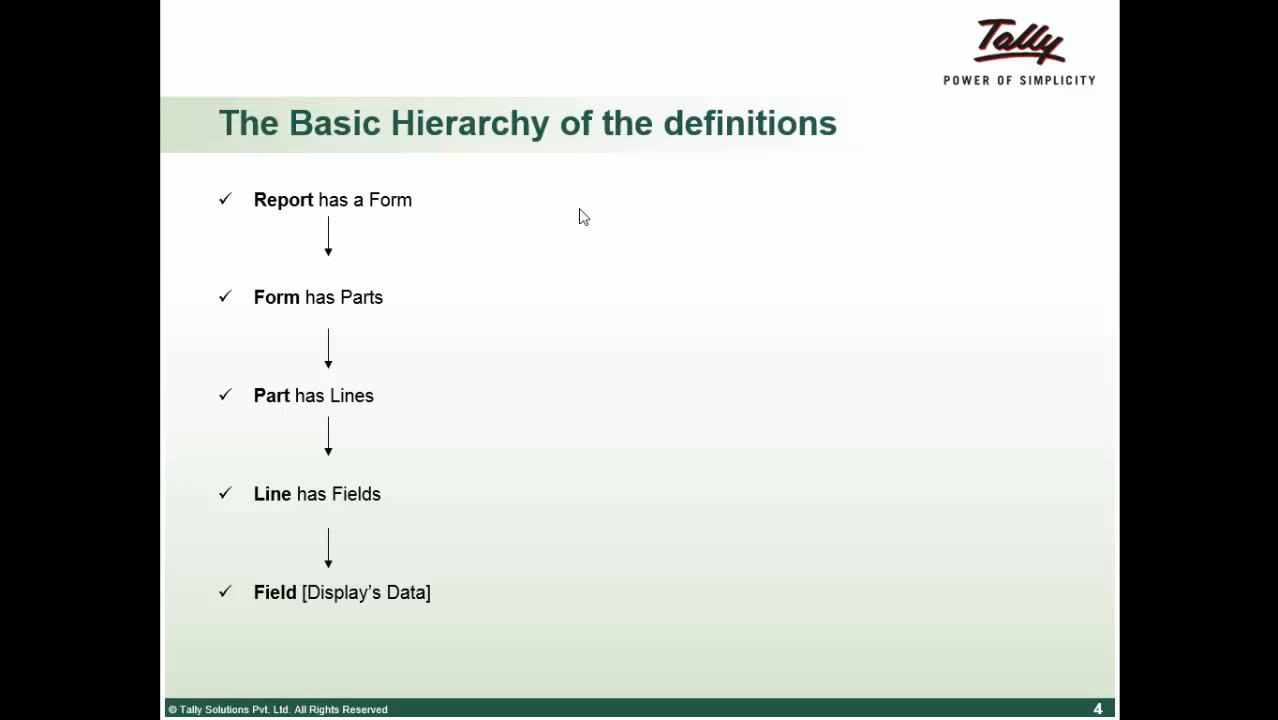 Tally
POWER OF SIMPLICITY
The Basic Hierarchy of the definitions
✓ Report has a Form
✓ Form has Parts
✓ Part has Lines
✓ Line has Fields
✓ Field [Display’s Data]
© Tally Solutions Pvt. Ltd. All Rights Reserved
4